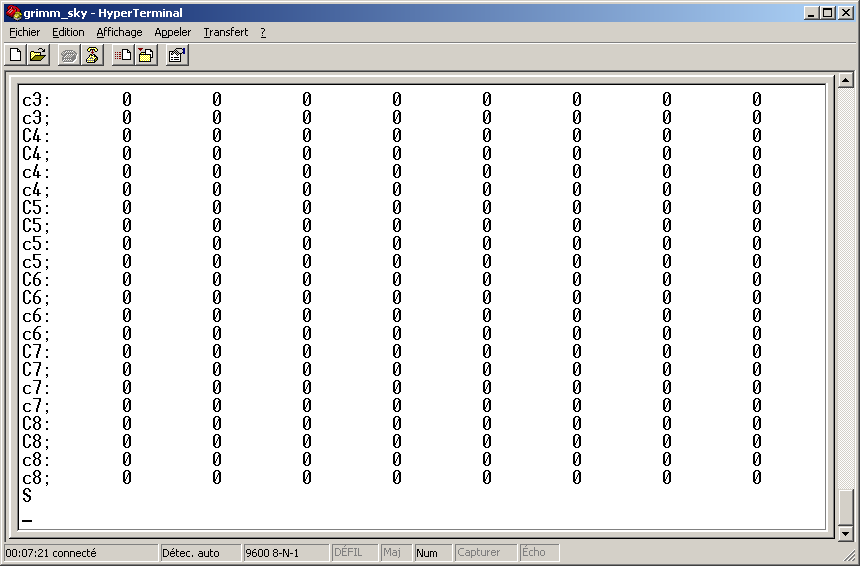 grimm_sky - HyperTerminal
Fichier Edition Affichage Appeler Transfert ?
c3: 0 0 0 0 0 0 0 0
c3; 0 0 0 0 0 0 0 0
C4: 0 0 0 0 0 0 0 0
C4; 0 0 0 0 0 0 0 0
c4: 0 0 0 0 0 0 0 0
c4; 0 0 0 0 0 0 0 0
C5: 0 0 0 0 0 0 0 0
C5; 0 0 0 0 0 0 0 0
c5: 0 0 0 0 0 0 0 0
c5; 0 0 0 0 0 0 0 0
C6: 0 0 0 0 0 0 0 0
C6; 0 0 0 0 0 0 0 0
c6: 0 0 0 0 0 0 0 0
c6; 0 0 0 0 0 0 0 0
C7: 0 0 0 0 0 0 0 0
C7; 0 0 0 0 0 0 0 0
c7: 0 0 0 0 0 0 0 0
c7; 0 0 0 0 0 0 0 0
C8: 0 0 0 0 0 0 0 0
C8; 0 0 0 0 0 0 0 0
c8: 0 0 0 0 0 0 0 0
c8; 0 0 0 0 0 0 0 0
S
_
00:07:21 connecté Détec. auto 9600 8-N-1 DÉFIL Maj Num Capturer Écho